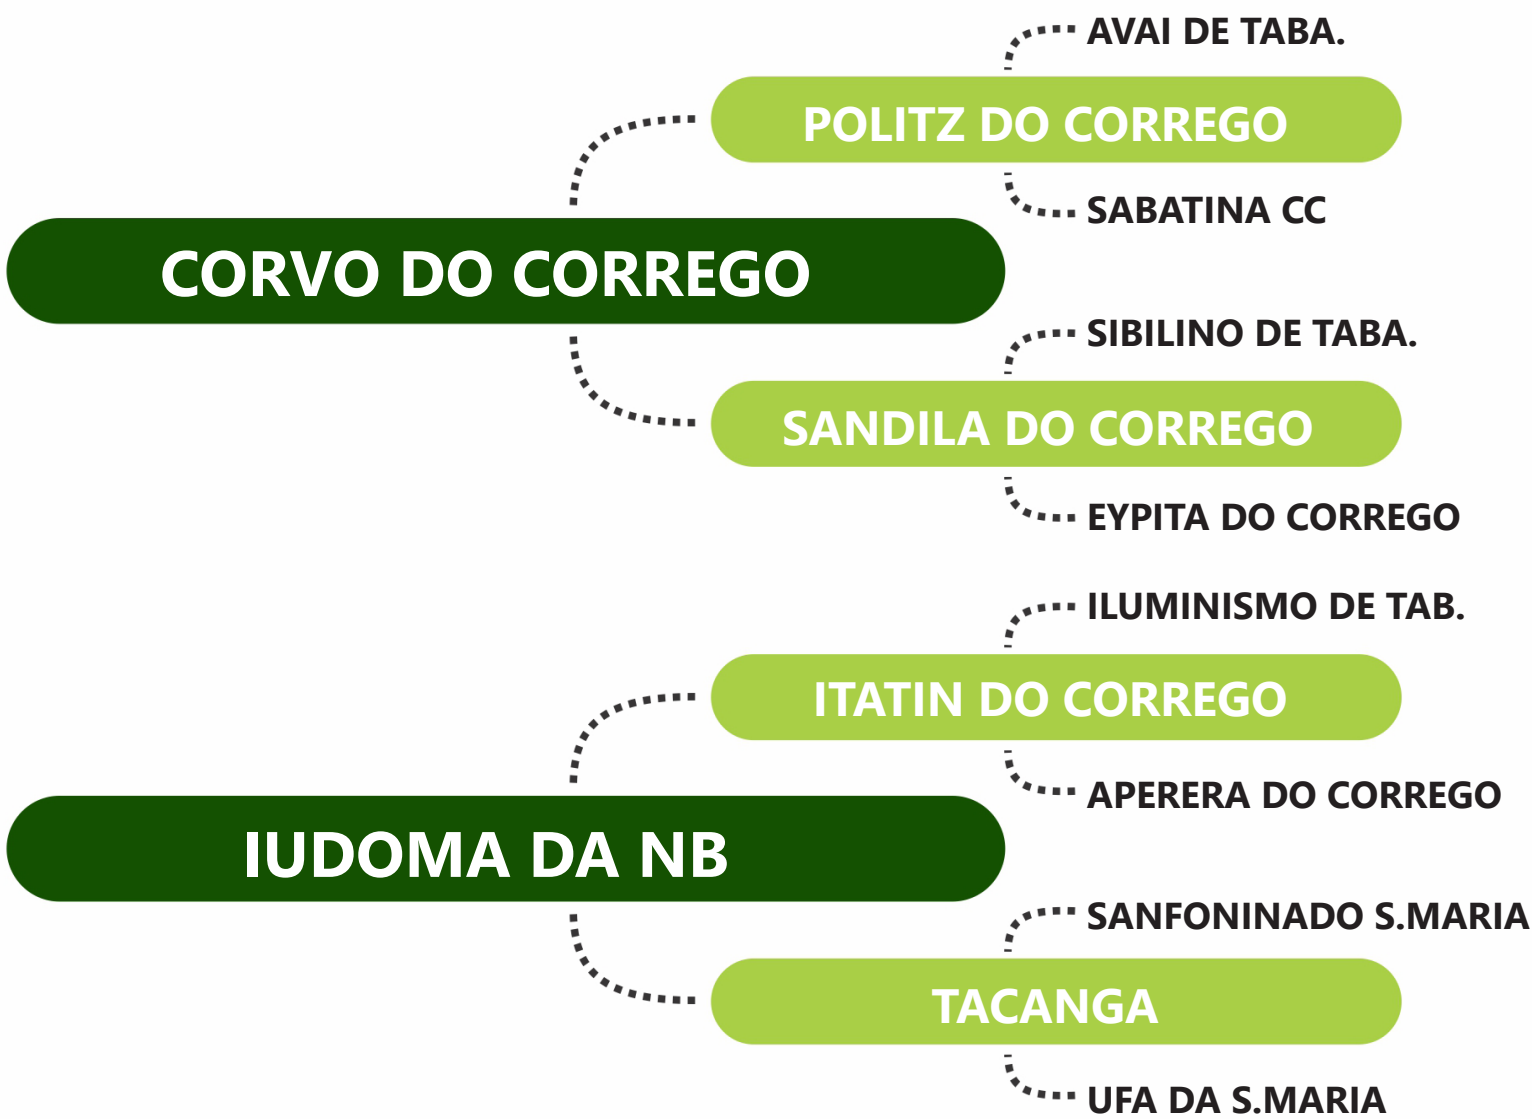 AVAI DE TABA.
POLITZ DO CORREGO
SABATINA CC
CORVO DO CORREGO
SIBILINO DE TABA.
SANDILA DO CORREGO
EYPITA DO CORREGO
ILUMINISMO DE TAB.
ITATIN DO CORREGO
APERERA DO CORREGO
IUDOMA DA NB
SANFONINADO S.MARIA
TACANGA
UFA DA S.MARIA